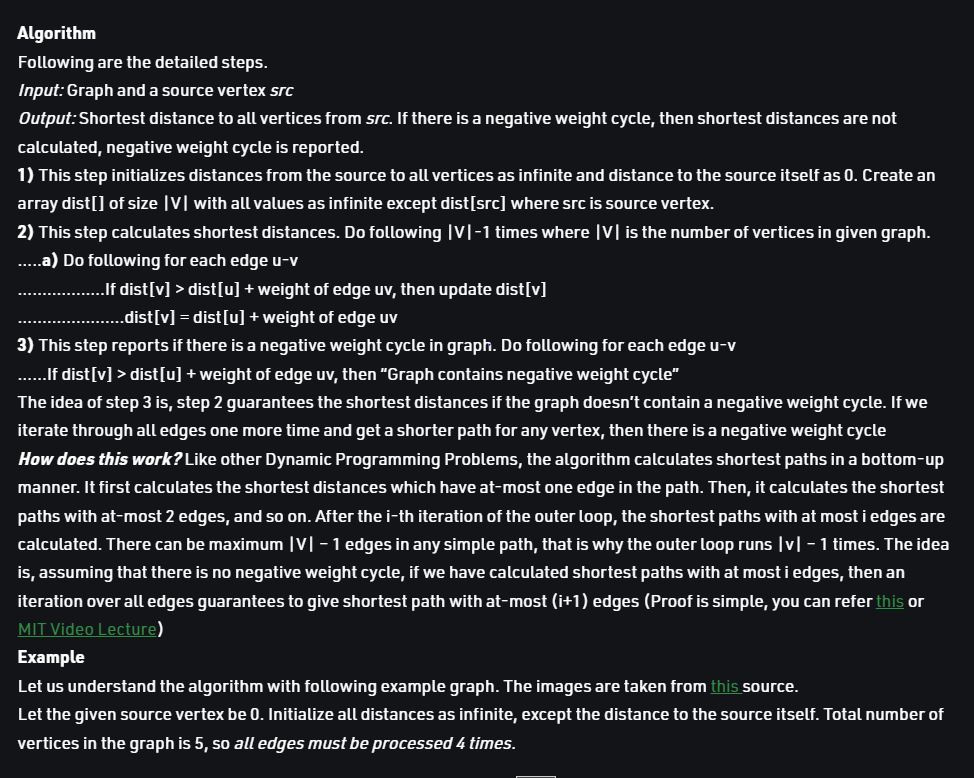 Algorithm
Following are the detailed steps.
Input: Graph and a source vertex src
Output: Shortest distance to all vertices from src. If there is a negative weight cycle, then shortest distances are not
calculated, negative weight cycle is reported.
1) This step initializes distances from the source to all vertices as infinite and distance to the source itself as 0. Create an
array dist[] of size |V| with all values as infinite except dist[src] where src is source vertex.
2) This step calculates shortest distances. Do following |V|-1 times where |V| is the number of vertices in given graph.
.....a) Do following for each edge u-v
..................If dist[v] > dist[u] + weight of edge uv, then update dist[v]
......................dist[v] = dist[u] + weight of edge uv
3) This step reports if there is a negative weight cycle in graph. Do following for each edge u-v
......If dist[v] > dist[u] + weight of edge uv, then “Graph contains negative weight cycle”
The idea of step 3 is, step 2 guarantees the shortest distances if the graph doesn’t contain a negative weight cycle. If we
iterate through all edges one more time and get a shorter path for any vertex, then there is a negative weight cycle
How does this work? Like other Dynamic Programming Problems, the algorithm calculates shortest paths in a bottom-up
manner. It first calculates the shortest distances which have at-most one edge in the path. Then, it calculates the shortest
paths with at-most 2 edges, and so on. After the i-th iteration of the outer loop, the shortest paths with at most i edges are
calculated. There can be maximum |V| – 1 edges in any simple path, that is why the outer loop runs |v| – 1 times. The idea
is, assuming that there is no negative weight cycle, if we have calculated shortest paths with at most i edges, then an
iteration over all edges guarantees to give shortest path with at-most (i+1) edges (Proof is simple, you can refer this or
MIT Video Lecture)
Example
Let us understand the algorithm with following example graph. The images are taken from this source.
Let the given source vertex be 0. Initialize all distances as infinite, except the distance to the source itself. Total number of
vertices in the graph is 5, so all edges must be processed 4 times.